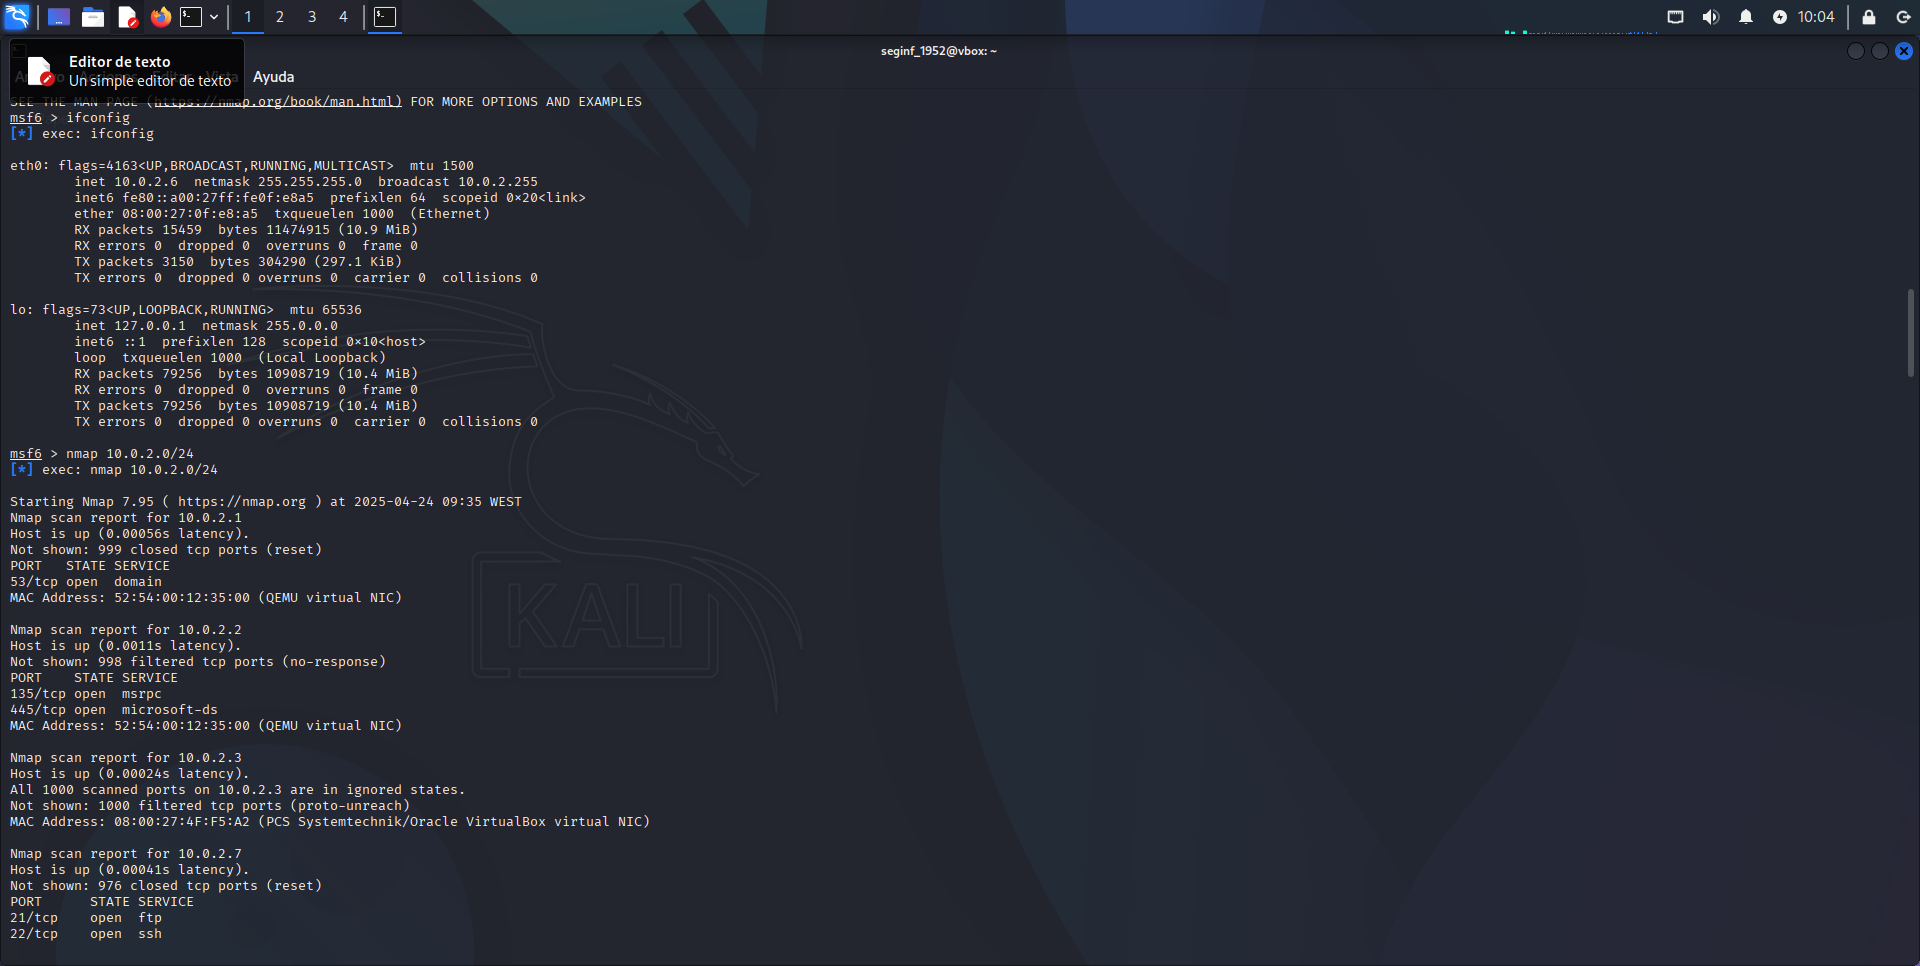 1 2 3 4
10:04
seginf_1952@vbox: ~
Editor de texto
Un simple editor de texto
Ayuda
SEE THE MAN PAGE (https://nmap.org/book/man.html) FOR MORE OPTIONS AND EXAMPLES
msf6 > ifconfig
[*] exec: ifconfig
eth0: flags=4163<UP,BROADCAST,RUNNING,MULTICAST>  mtu 1500
inet 10.0.2.6  netmask 255.255.255.0  broadcast 10.0.2.255
inet6 fe80::a00:27ff:fe0f:e8a5  prefixlen 64  scopeid 0×20<link>
ether 08:00:27:0f:e8:a5  txqueuelen 1000  (Ethernet)
RX packets 15459  bytes 11474915 (10.9 MiB)
RX errors 0  dropped 0  overruns 0  frame 0
TX packets 3150  bytes 304290 (297.1 KiB)
TX errors 0  dropped 0 overruns 0  carrier 0  collisions 0
lo: flags=73<UP,LOOPBACK,RUNNING>  mtu 65536
inet 127.0.0.1  netmask 255.0.0.0
inet6 ::1  prefixlen 128  scopeid 0×10<host>
loop  txqueuelen 1000  (Local Loopback)
RX packets 79256  bytes 10908719 (10.4 MiB)
RX errors 0  dropped 0  overruns 0  frame 0
TX packets 79256  bytes 10908719 (10.4 MiB)
TX errors 0  dropped 0 overruns 0  carrier 0  collisions 0
msf6 > nmap 10.0.2.0/24
[*] exec: nmap 10.0.2.0/24
Starting Nmap 7.95 ( https://nmap.org ) at 2025-04-24 09:35 WEST
Nmap scan report for 10.0.2.1
Host is up (0.00056s latency).
Not shown: 999 closed tcp ports (reset)
PORT   STATE SERVICE
53/tcp open  domain
MAC Address: 52:54:00:12:35:00 (QEMU virtual NIC)
Nmap scan report for 10.0.2.2
Host is up (0.0011s latency).
Not shown: 998 filtered tcp ports (no-response)
PORT    STATE SERVICE
135/tcp open  msrpc
445/tcp open  microsoft-ds
MAC Address: 52:54:00:12:35:00 (QEMU virtual NIC)
Nmap scan report for 10.0.2.3
Host is up (0.00024s latency).
All 1000 scanned ports on 10.0.2.3 are in ignored states.
Not shown: 1000 filtered tcp ports (proto-unreach)
MAC Address: 08:00:27:4F:F5:A2 (PCS Systemtechnik/Oracle VirtualBox virtual NIC)
Nmap scan report for 10.0.2.7
Host is up (0.00041s latency).
Not shown: 976 closed tcp ports (reset)
PORT      STATE SERVICE
21/tcp    open  ftp
22/tcp    open  ssh
KALI